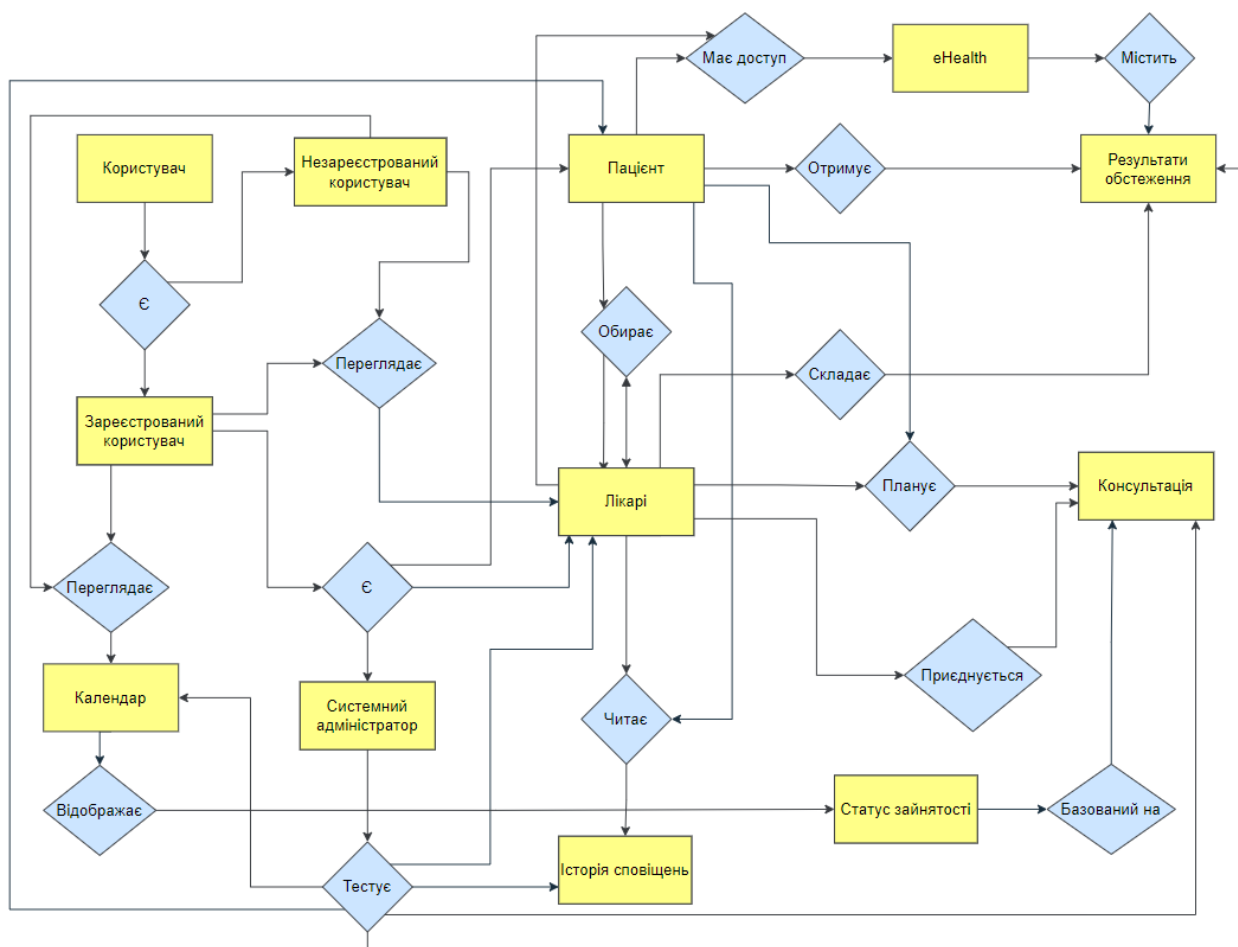 Має доступ
eHealth
Містить
Користувач
Незареєстрований
користувач
Пацієнт
Отримує
Результати
обстеження
Є
Обирає
Переглядає
Складає
Зареєстрований
користувач
Лікарі
Планує
Консультація
Переглядає
Є
Приєднується
Календар
Системний
адміністратор
Читає
Відображає
Статус зайнятості
Базований на
Тестує
Історія сповіщень